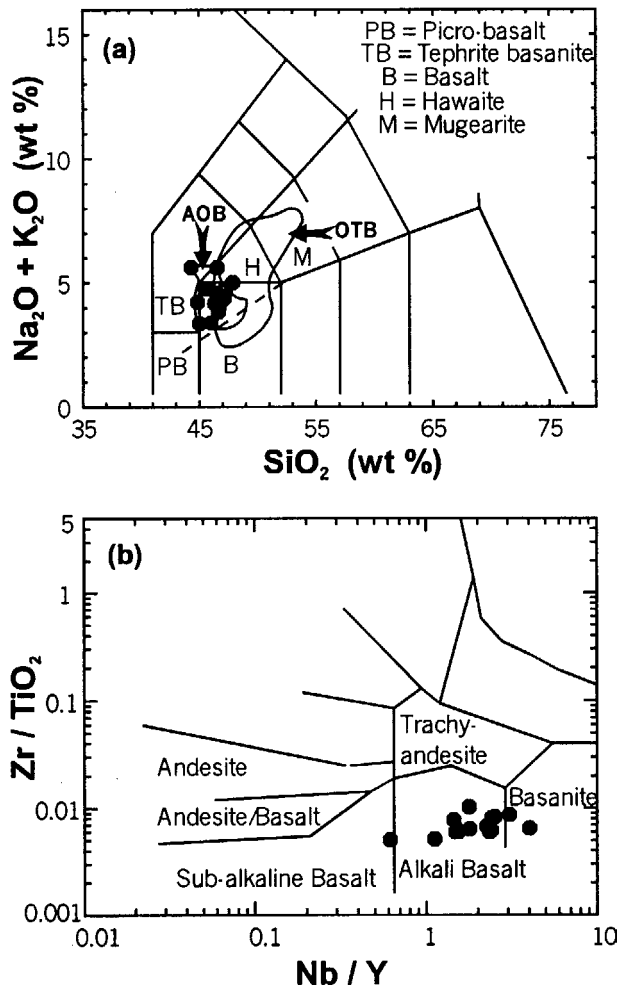 (a)
PB = Picro-basalt
TB = Tephrite basanite
B = Basalt
H = Hawaite
M = Mugearite
Na2O + K2O (wt %)
15
10
5
0
AOB
OTB
TB
H
M
PB
B
35 45 55 65 75
SiO2 (wt %)
(b)
Zr / TiO2
5
1
0.1
0.01
0.001
Trachy-
andesite
Andesite
Andesite/Basalt
Basanite
Sub-alkaline Basalt
Alkali Basalt
0.01 0.1 1 10
Nb / Y